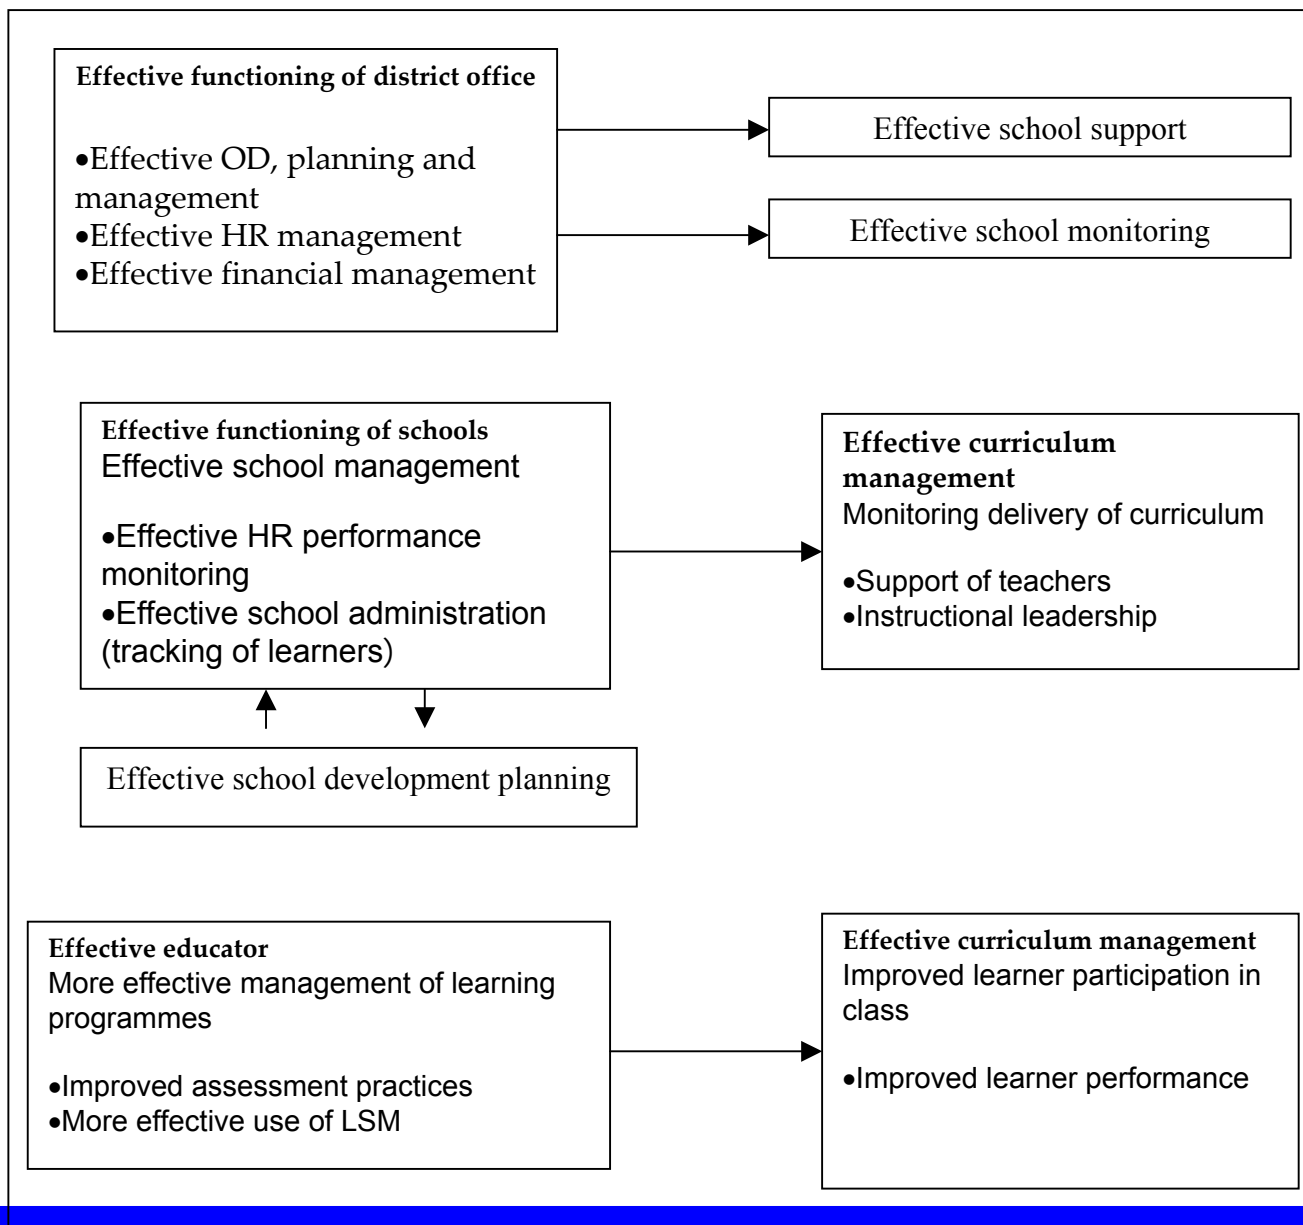 Effective functioning of district office
•Effective OD, planning and
management
•Effective HR management
•Effective financial management
Effective school support
Effective school monitoring
Effective functioning of schools
Effective school management
•Effective HR performance
monitoring
•Effective school administration
(tracking of learners)
Effective curriculum
management
Monitoring delivery of curriculum
•Support of teachers
•Instructional leadership
Effective school development planning
Effective educator
More effective management of learning
programmes
•Improved assessment practices
•More effective use of LSM
Effective curriculum management
Improved learner participation in
class
•Improved learner performance